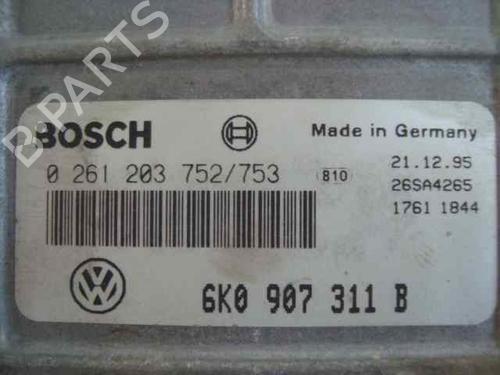 B-PARTS
BOSCH
Made in Germany
0 261 203 752/753
810
21.12.95
26SA4265
1761 1844
6K0 907 311 B